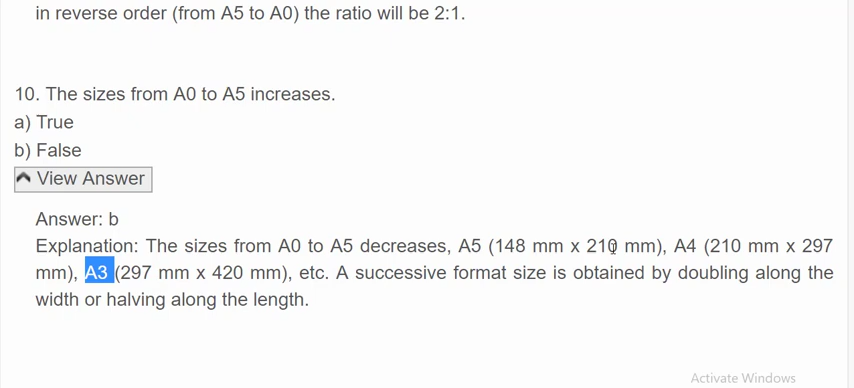 in reverse order (from A5 to A0) the ratio will be 2:1.
10. The sizes from A0 to A5 increases.
a) True
b) False
View Answer
Answer: b
Explanation: The sizes from A0 to A5 decreases, A5 (148 mm x 210 mm), A4 (210 mm x 297
mm), A3 (297 mm x 420 mm), etc. A successive format size is obtained by doubling along the
width or halving along the length.
Activate Windows